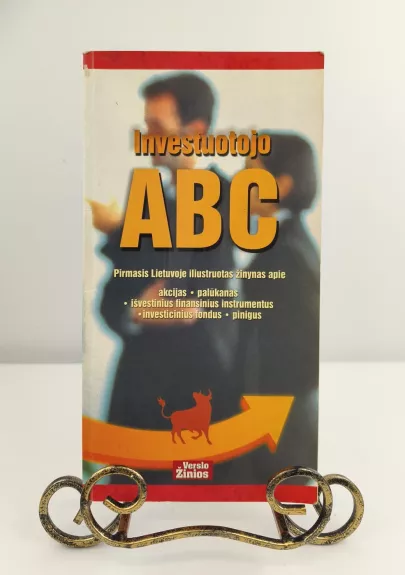 Investuotojo
ABC
Pirmasis Lietuvoje iliustruotas žinynas apie
akcijas • palūkanas
• išvestinius finansinius instrumentus
• investicinius fondus • pinigus
Verslo
Žinios